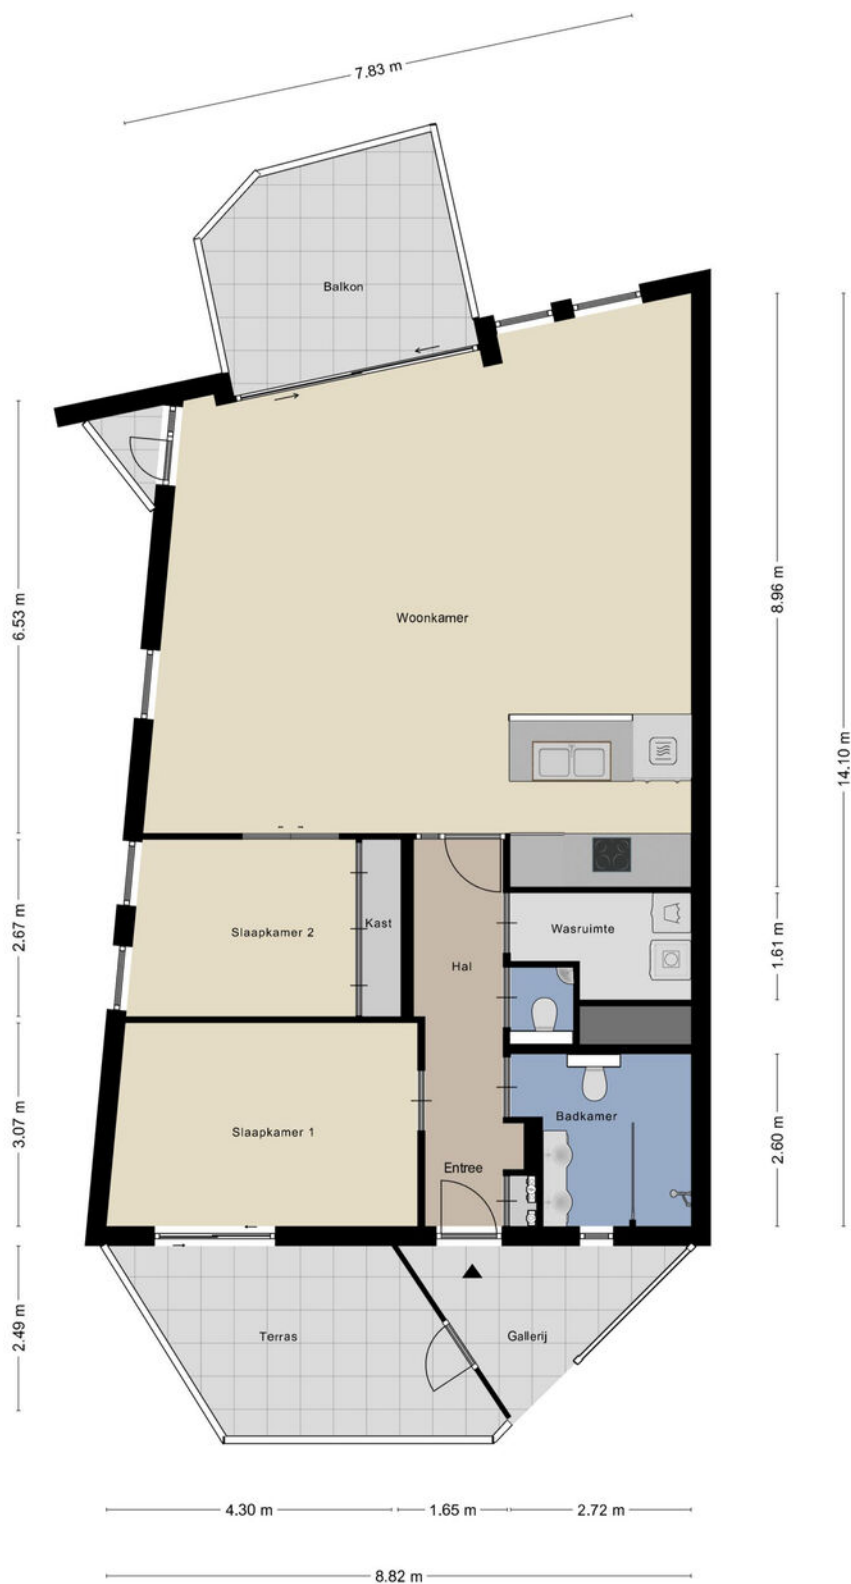 7.83 m
Balkon
6.53 m
Woonkamer
8.96 m
14.10 m
Slaapkamer 2
Kast
2.67 m
Hal
Wasruimte
1.61 m
Slaapkamer 1
3.07 m
Badkamer
2.60 m
Entree
Terras
Gallerij
2.49 m
4.30 m
1.65 m
2.72 m
8.82 m